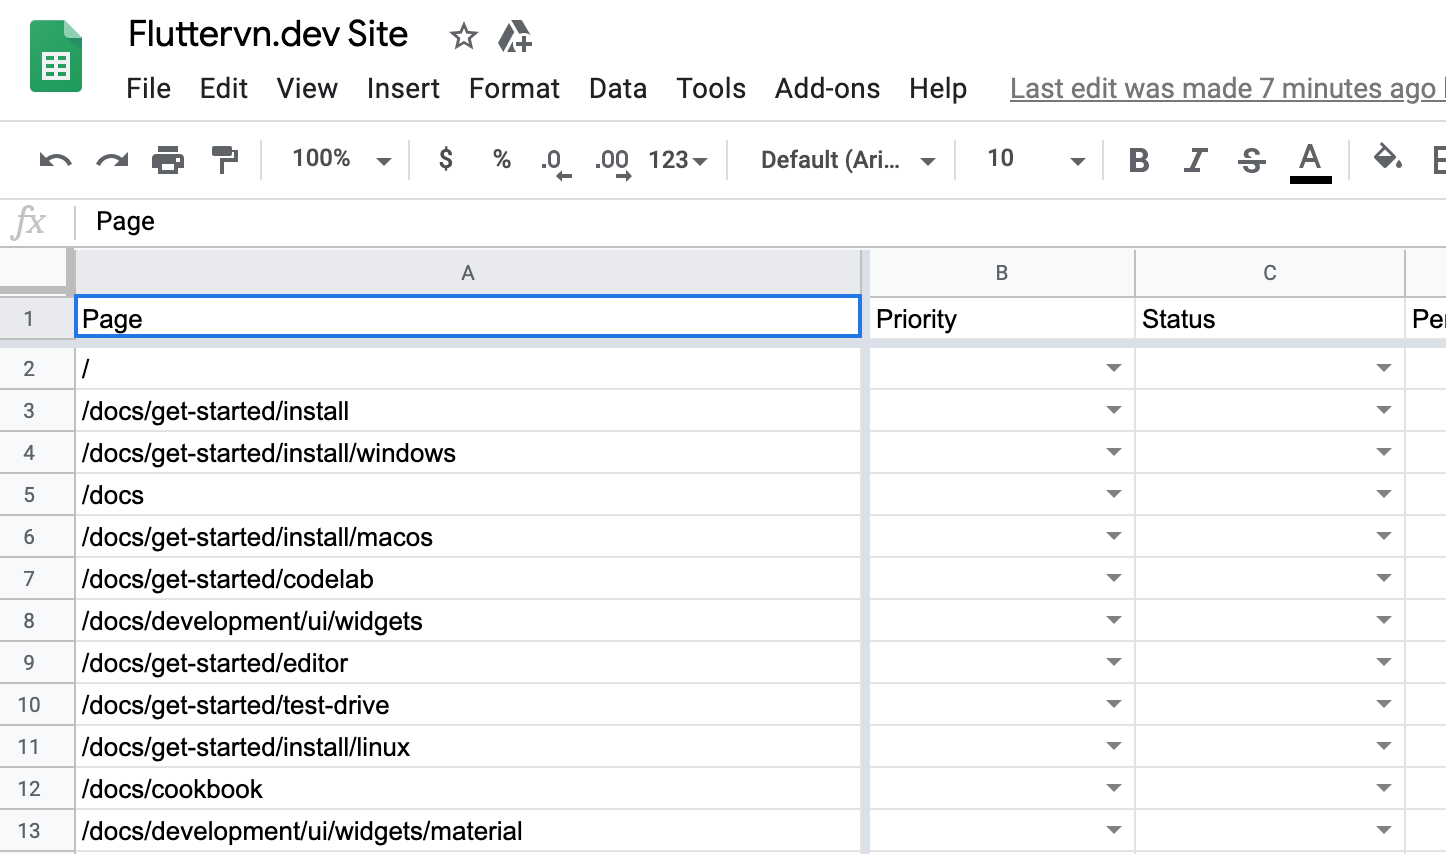 Fluttervn.dev Site
File Edit View Insert Format Data Tools Add-ons Help Last edit was made 7 minutes ago
100% $ % .0 .00 123 Default (Ari... 10 B I S A
fx Page
A B C
1 Page Priority Status
2 /
3 /docs/get-started/install
4 /docs/get-started/install/windows
5 /docs
6 /docs/get-started/install/macos
7 /docs/get-started/codelab
8 /docs/development/ui/widgets
9 /docs/get-started/editor
10 /docs/get-started/test-drive
11 /docs/get-started/install/linux
12 /docs/cookbook
13 /docs/development/ui/widgets/material